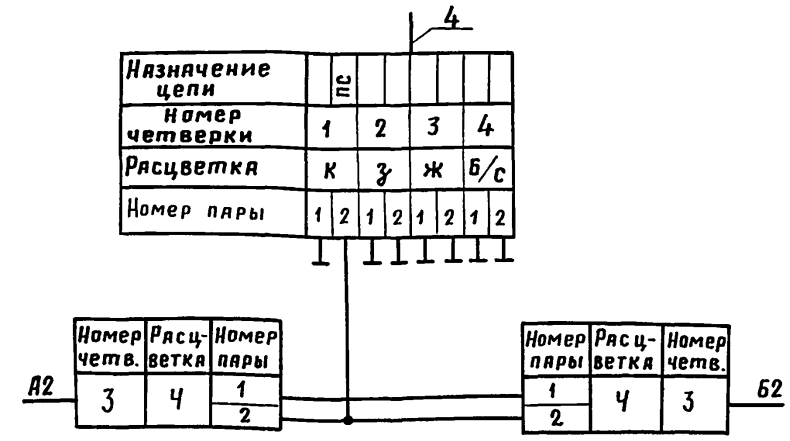 4
Назначение цепи ПС
Номер четверки 1 2 3 4
Расцветка К З Ж Б/С
Номер пары 1 2 1 2 1 2 1 2
Номер четв. Расцветка Номер пары
Номер пары Расцветка Номер четв.
А2 3 Ч 1 2
1 2 Ч 3 Б2